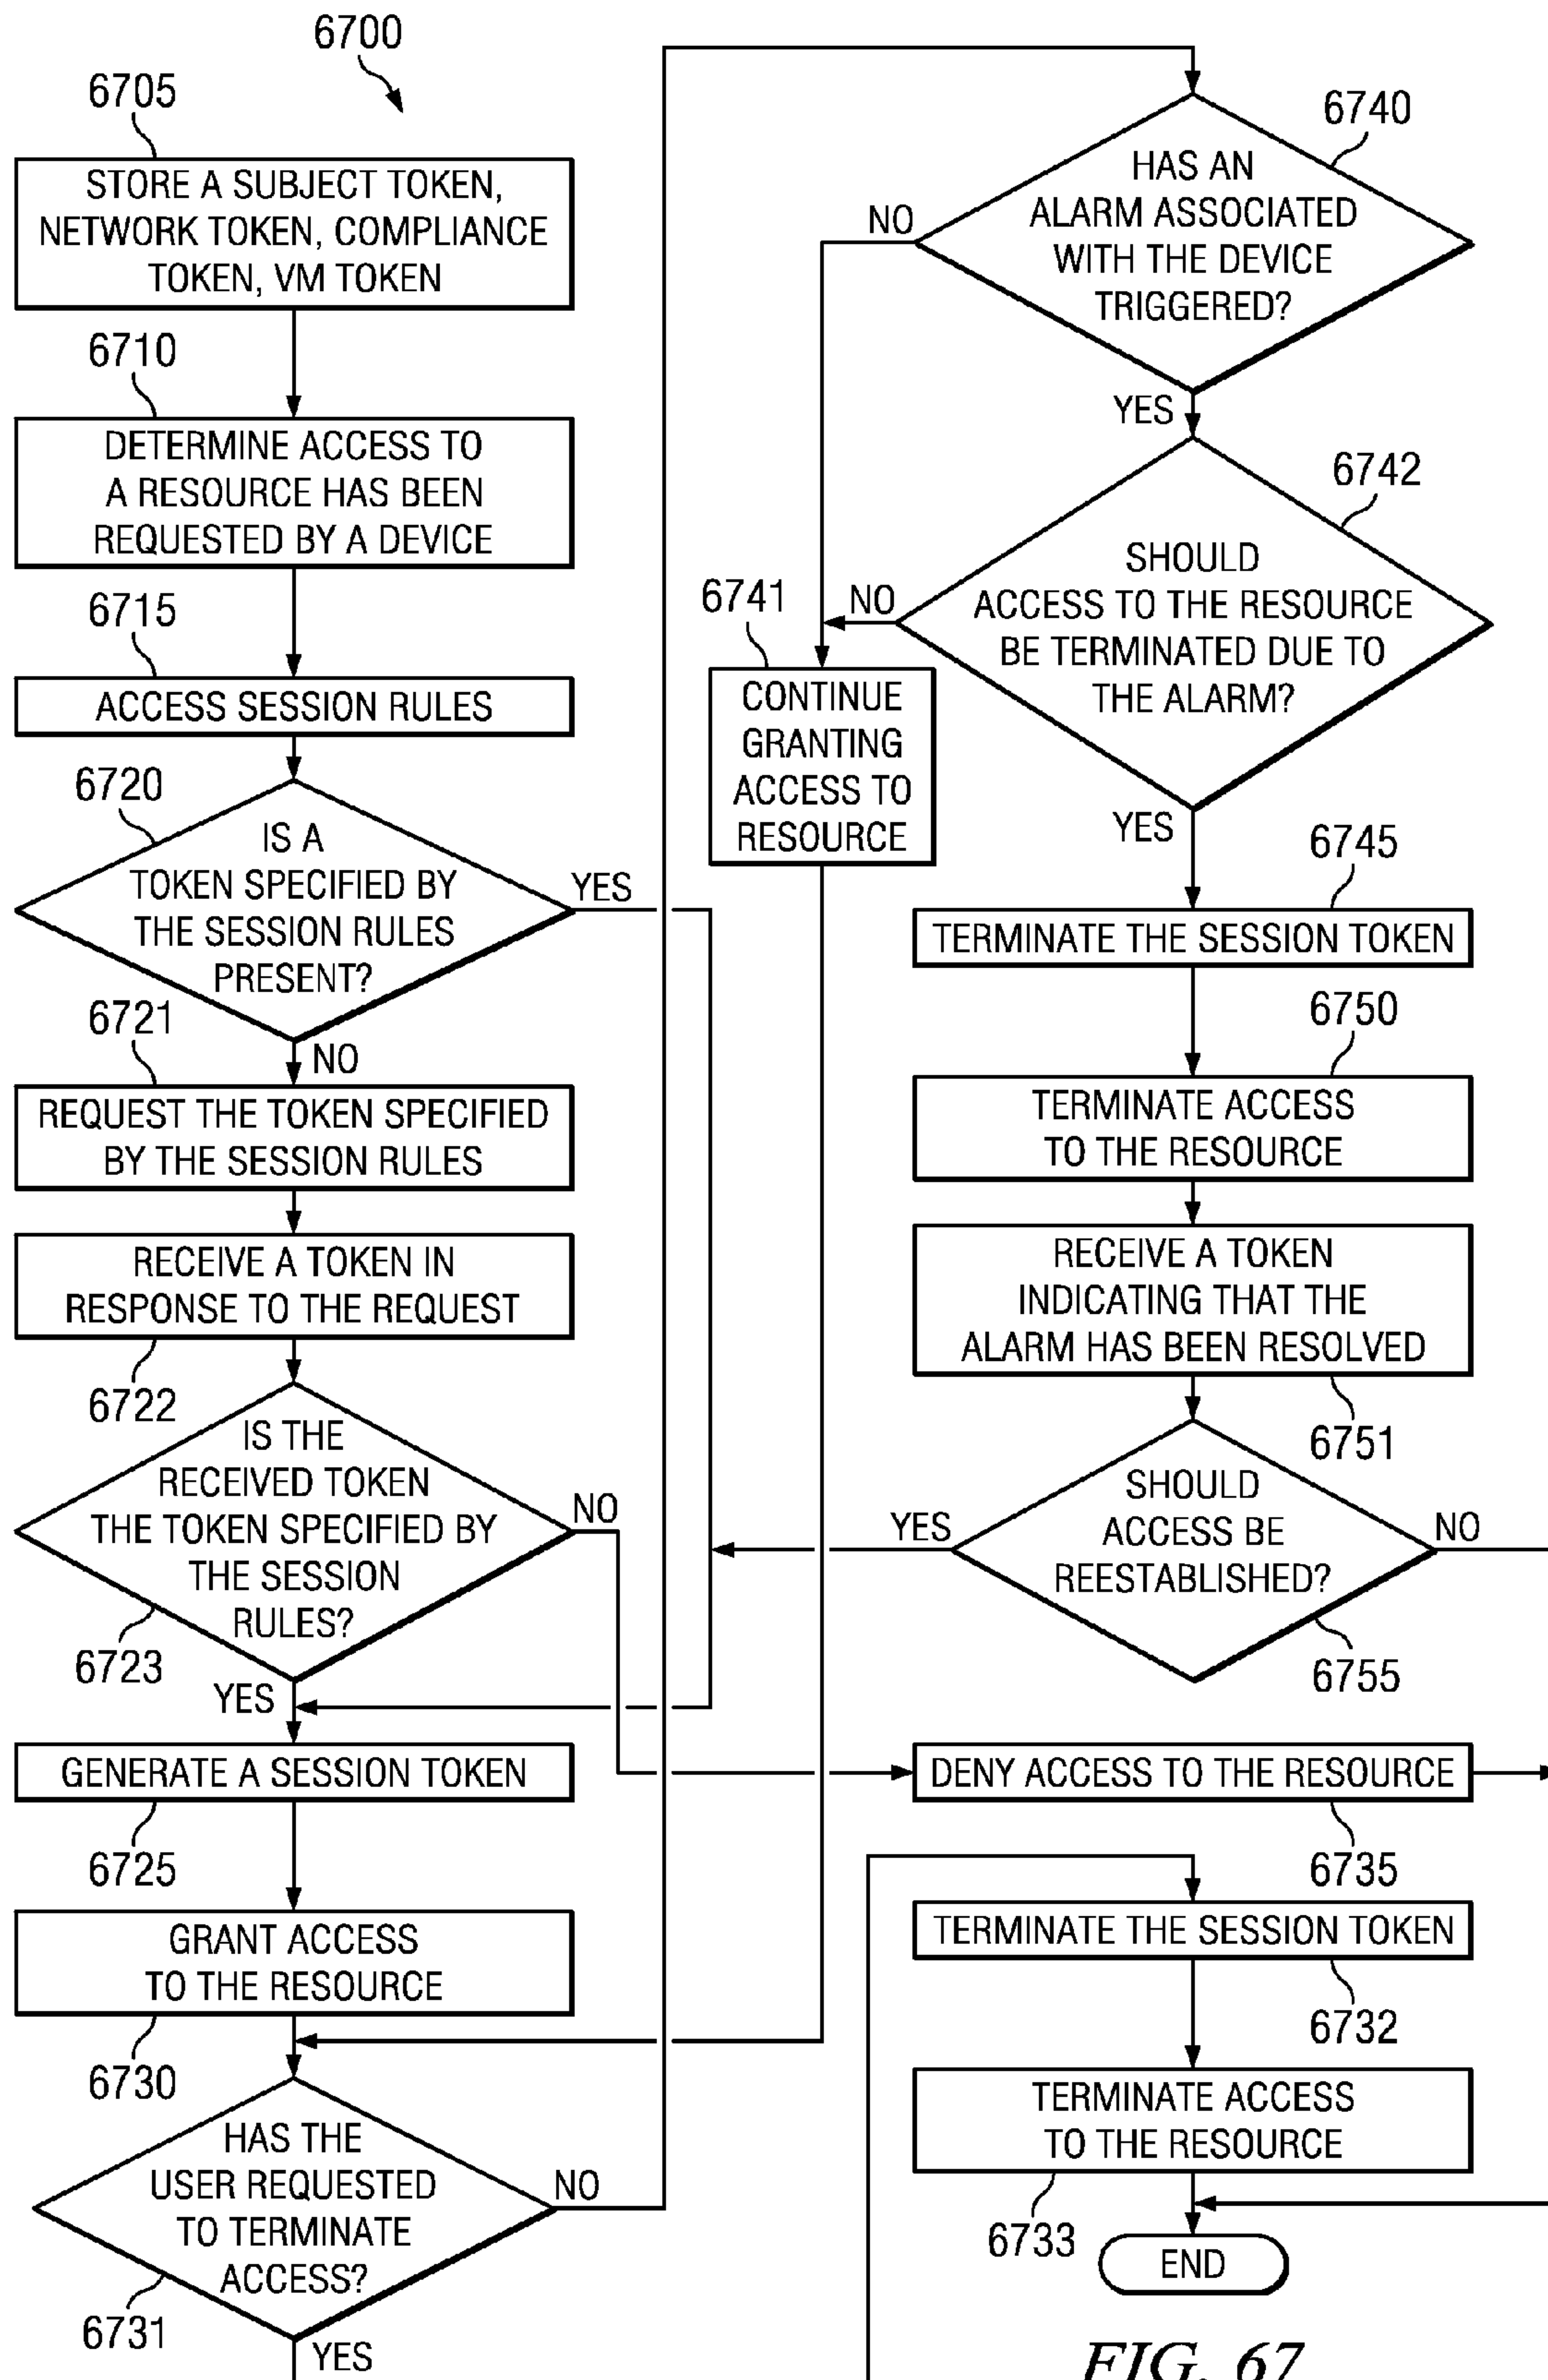 6700
6705
STORE A SUBJECT TOKEN,
NETWORK TOKEN, COMPLIANCE
TOKEN, VM TOKEN
6710
DETERMINE ACCESS TO
A RESOURCE HAS BEEN
REQUESTED BY A DEVICE
6715
ACCESS SESSION RULES
6720
IS A
TOKEN SPECIFIED BY
THE SESSION RULES
PRESENT?
YES
NO
6721
REQUEST THE TOKEN SPECIFIED
BY THE SESSION RULES
RECEIVE A TOKEN IN
RESPONSE TO THE REQUEST
6722
IS THE
RECEIVED TOKEN
THE TOKEN SPECIFIED BY
THE SESSION
RULES?
NO
6723
YES
GENERATE A SESSION TOKEN
6725
GRANT ACCESS
TO THE RESOURCE
6730
HAS THE
USER REQUESTED
TO TERMINATE
ACCESS?
NO
6731
YES
6740
HAS AN
ALARM ASSOCIATED
WITH THE DEVICE
TRIGGERED?
NO
YES
6742
SHOULD
ACCESS TO THE RESOURCE
BE TERMINATED DUE TO
THE ALARM?
NO
6741
CONTINUE
GRANTING
ACCESS TO
RESOURCE
YES
6745
TERMINATE THE SESSION TOKEN
6750
TERMINATE ACCESS
TO THE RESOURCE
RECEIVE A TOKEN
INDICATING THAT THE
ALARM HAS BEEN RESOLVED
6751
SHOULD
ACCESS BE
REESTABLISHED?
YES
NO
6755
DENY ACCESS TO THE RESOURCE
6735
TERMINATE THE SESSION TOKEN
6732
TERMINATE ACCESS
TO THE RESOURCE
6733
END
FIG. 67